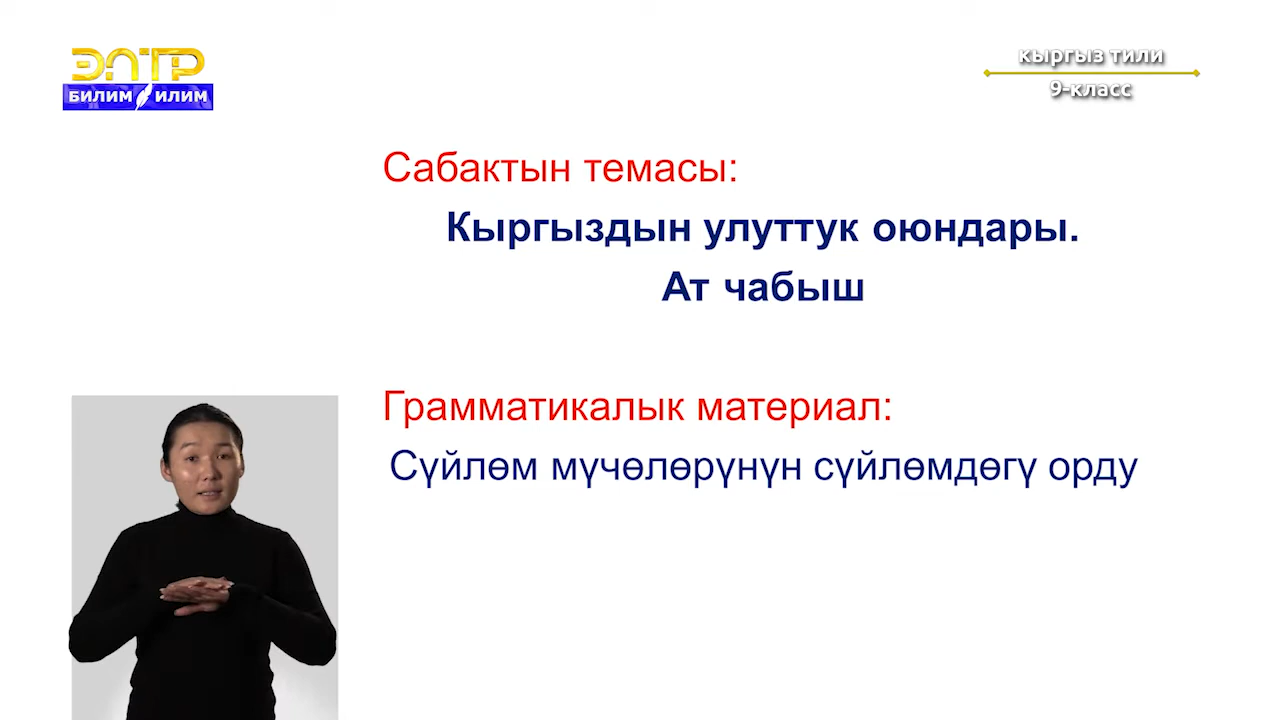 ЭЛТР
БИЛИМ ИЛИМ
кыргыз тили
9-класс
Сабактын темасы:
Кыргыздын улуттук оюндары.
Ат чабыш
Грамматикалык материал:
Сүйлөм мүчөлөрүнүн сүйлөмдөгү орду